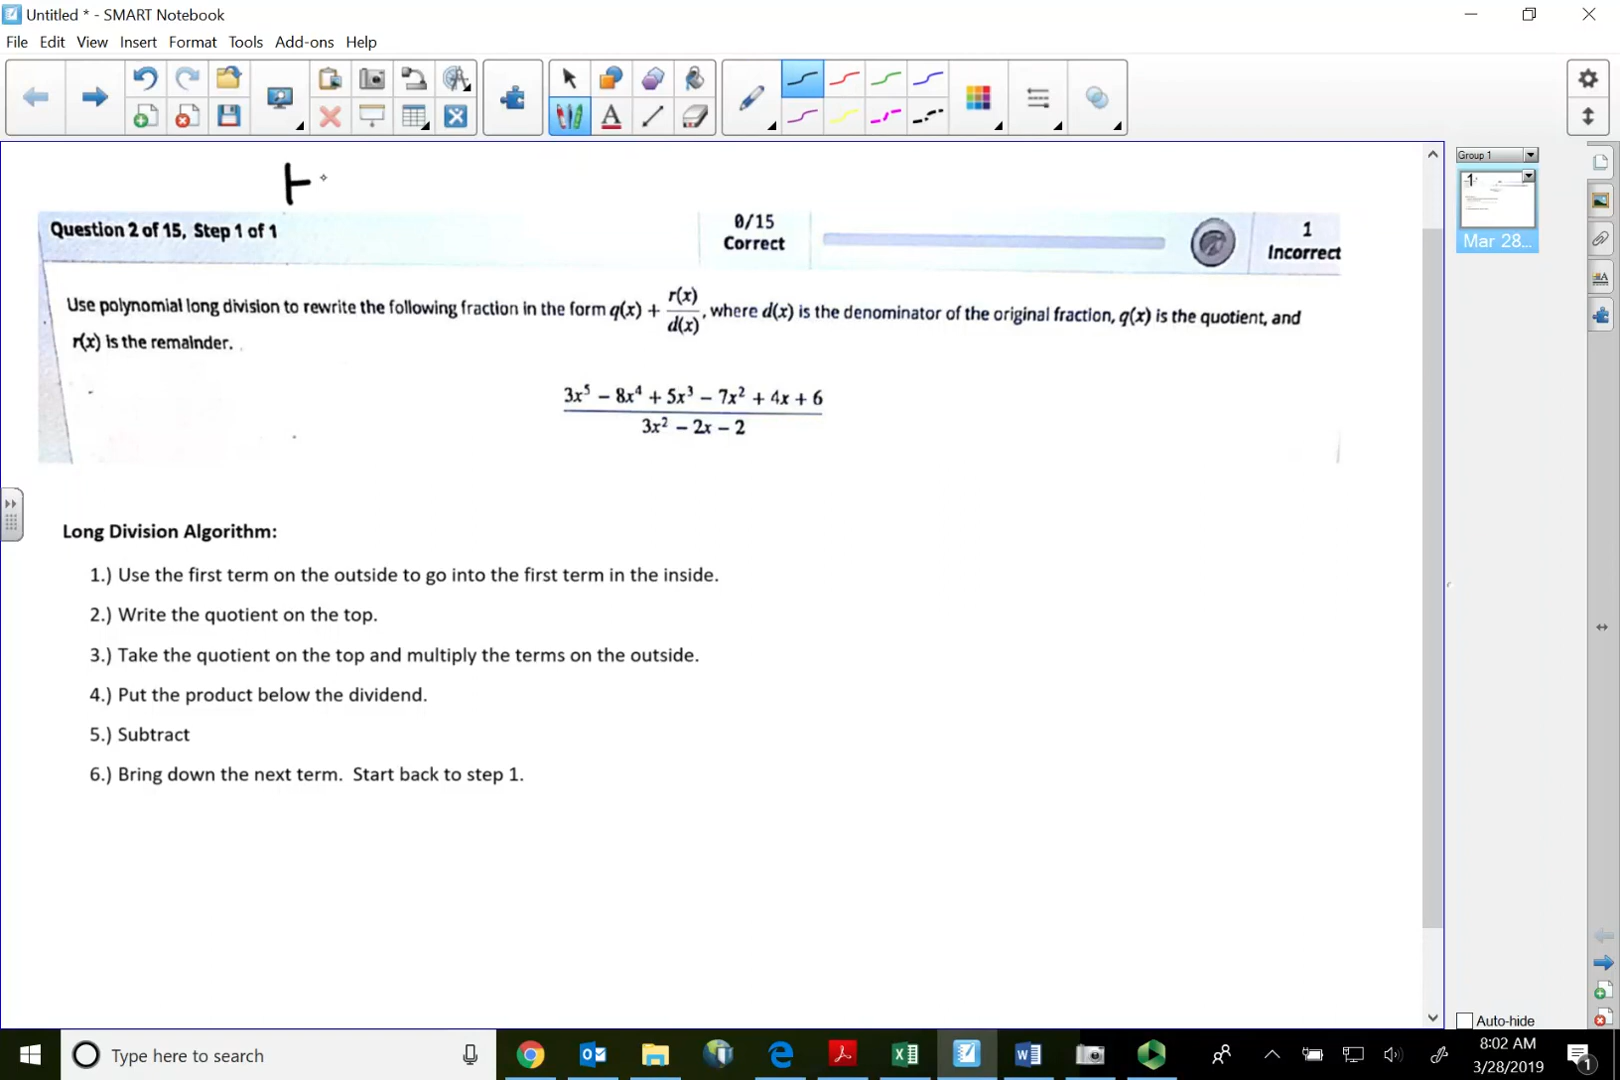 Untitled * - SMART Notebook
File Edit View Insert Format Tools Add-ons Help
Group 1
1
Mar 28...
Question 2 of 15, Step 1 of 1
0/15
Correct
1
Incorrect
Use polynomial long division to rewrite the following fraction in the form q(x) + r(x)/d(x), where d(x) is the denominator of the original fraction, q(x) is the quotient, and
r(x) is the remainder.
3x⁵ − 8x⁴ + 5x³ − 7x² + 4x + 6
3x² − 2x − 2
Long Division Algorithm:
1.) Use the first term on the outside to go into the first term in the inside.
2.) Write the quotient on the top.
3.) Take the quotient on the top and multiply the terms on the outside.
4.) Put the product below the dividend.
5.) Subtract
6.) Bring down the next term. Start back to step 1.
Auto-hide
Type here to search
8:02 AM
3/28/2019
1